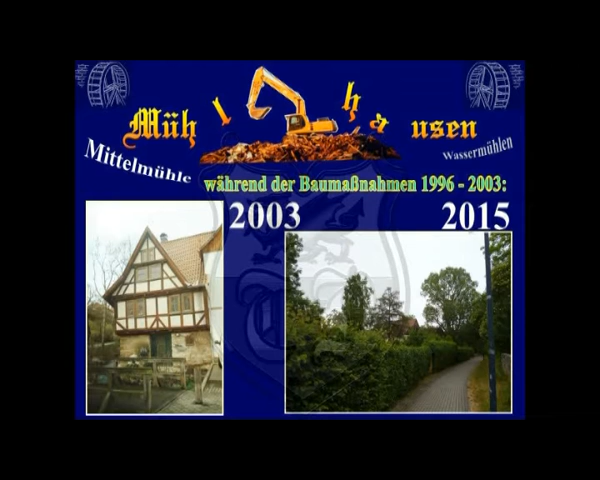 Mühlhausen
Mittelmühle
Wassermühlen
während der Baumaßnahmen 1996 - 2003:
2003 2015